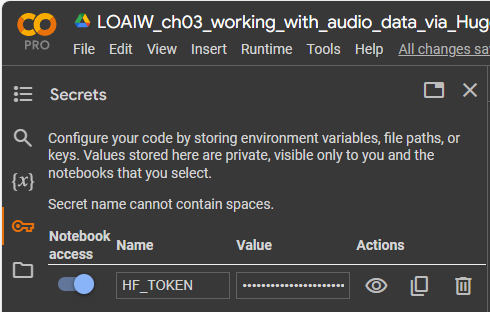 LOAIW_ch03_working_with_audio_data_via_Hugg
PRO
File Edit View Insert Runtime Tools Help All changes sa
Secrets
Configure your code by storing environment variables, file paths, or
keys. Values stored here are private, visible only to you and the
notebooks that you select.
Secret name cannot contain spaces.
{x}
Notebook access Name Value Actions
HF_TOKEN ••••••••••••••••••••